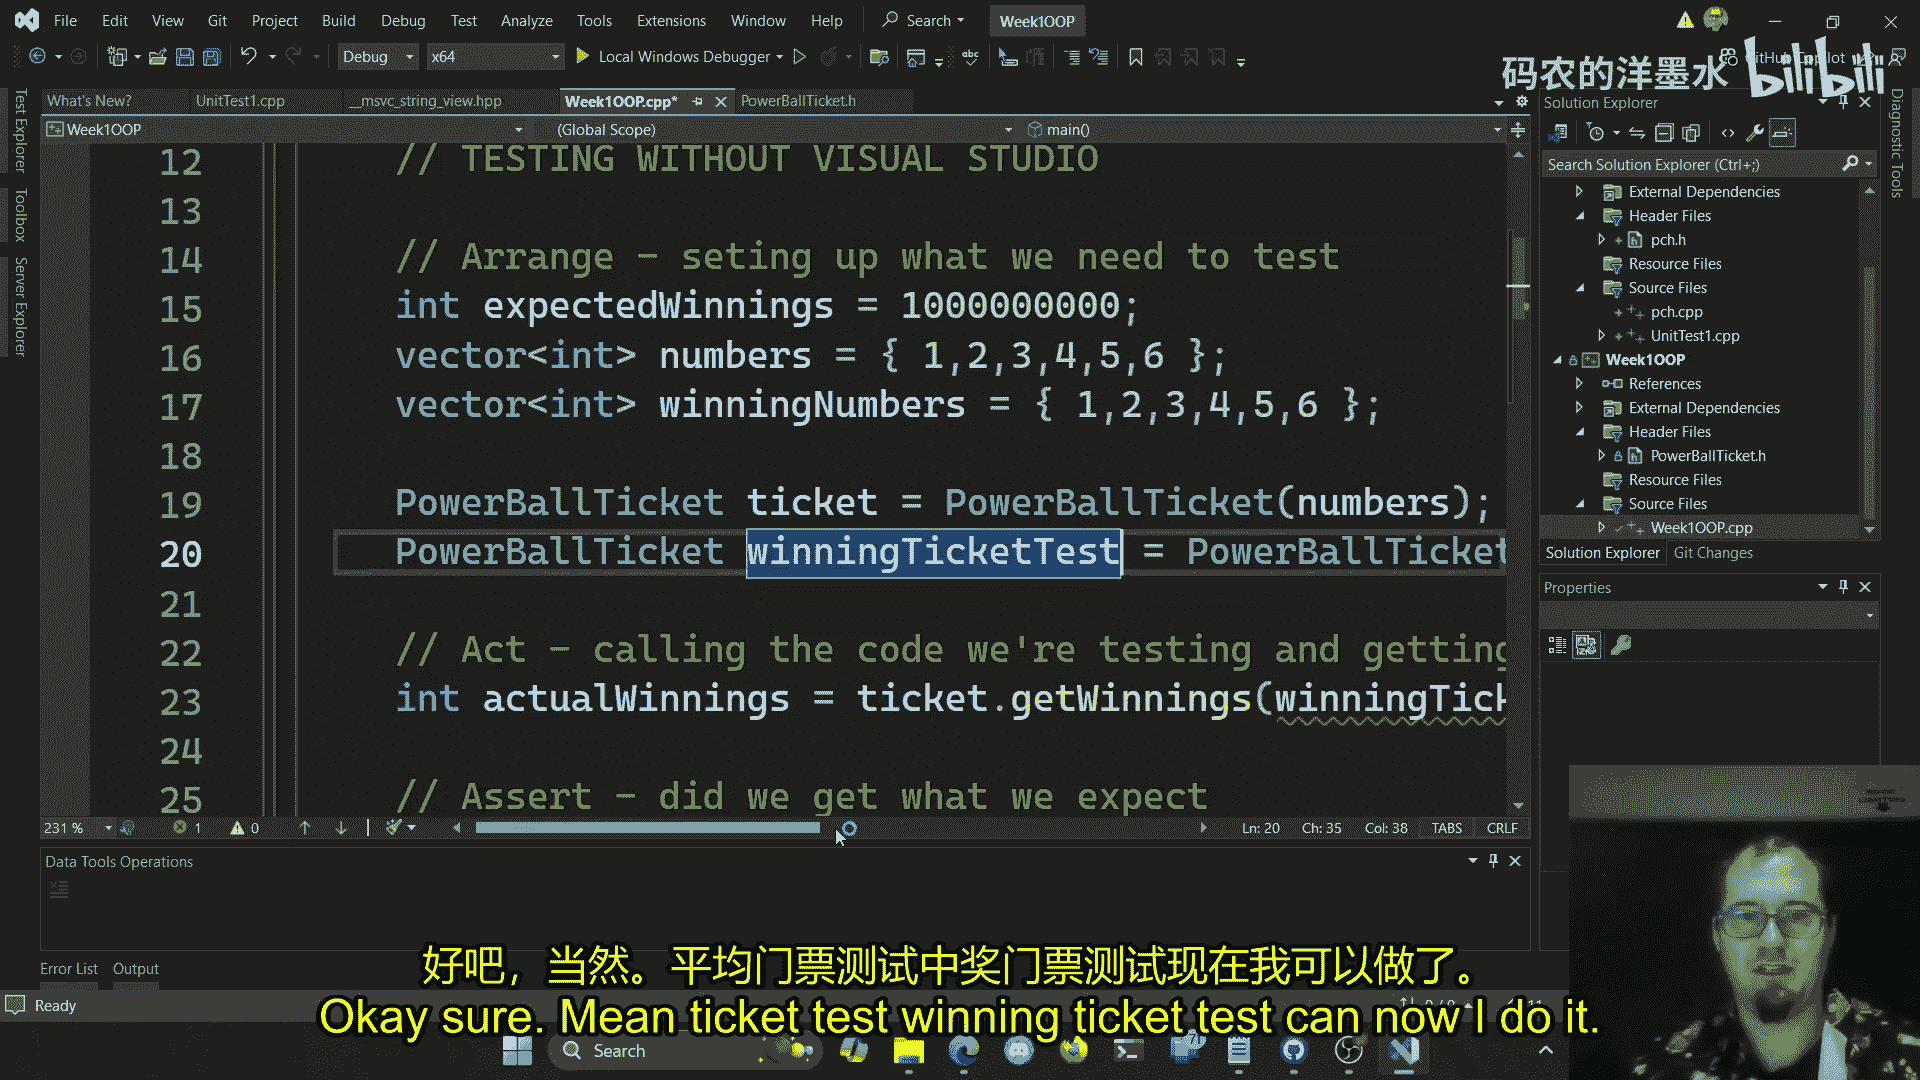 File Edit View Git Project Build Debug Test Analyze Tools Extensions Window Help Search Week1OOP
Debug x64 Local Windows Debugger GitHub Copilot
码农的洋墨水 bilibili
What's New? UnitTest1.cpp __msvc_string_view.hpp Week1OOP.cpp* PowerBallTicket.h
Week1OOP (Global Scope) main()
Test Explorer
Toolbox
Server Explorer
12 // TESTING WITHOUT VISUAL STUDIO
13
14 // Arrange - seting up what we need to test
15 int expectedWinnings = 1000000000;
16 vector<int> numbers = { 1,2,3,4,5,6 };
17 vector<int> winningNumbers = { 1,2,3,4,5,6 };
18
19 PowerBallTicket ticket = PowerBallTicket(numbers);
20 PowerBallTicket winningTicketTest = PowerBallTicket
21
22 // Act - calling the code we're testing and getting
23 int actualWinnings = ticket.getWinnings(winningTick
24
25 // Assert - did we get what we expect
231 % 1 0 Ln: 20 Ch: 35 Col: 38 TABS CRLF
Solution Explorer
Search Solution Explorer (Ctrl+;)
External Dependencies
Header Files
pch.h
Resource Files
Source Files
pch.cpp
UnitTest1.cpp
Week1OOP
References
External Dependencies
Header Files
PowerBallTicket.h
Resource Files
Source Files
Week1OOP.cpp
Solution Explorer Git Changes
Properties
Diagnostic Tools
Data Tools Operations
Error List Output
Ready
好吧，当然。平均门票测试中奖门票测试现在我可以做了。
Okay sure. Mean ticket test winning ticket test can now I do it.
Search